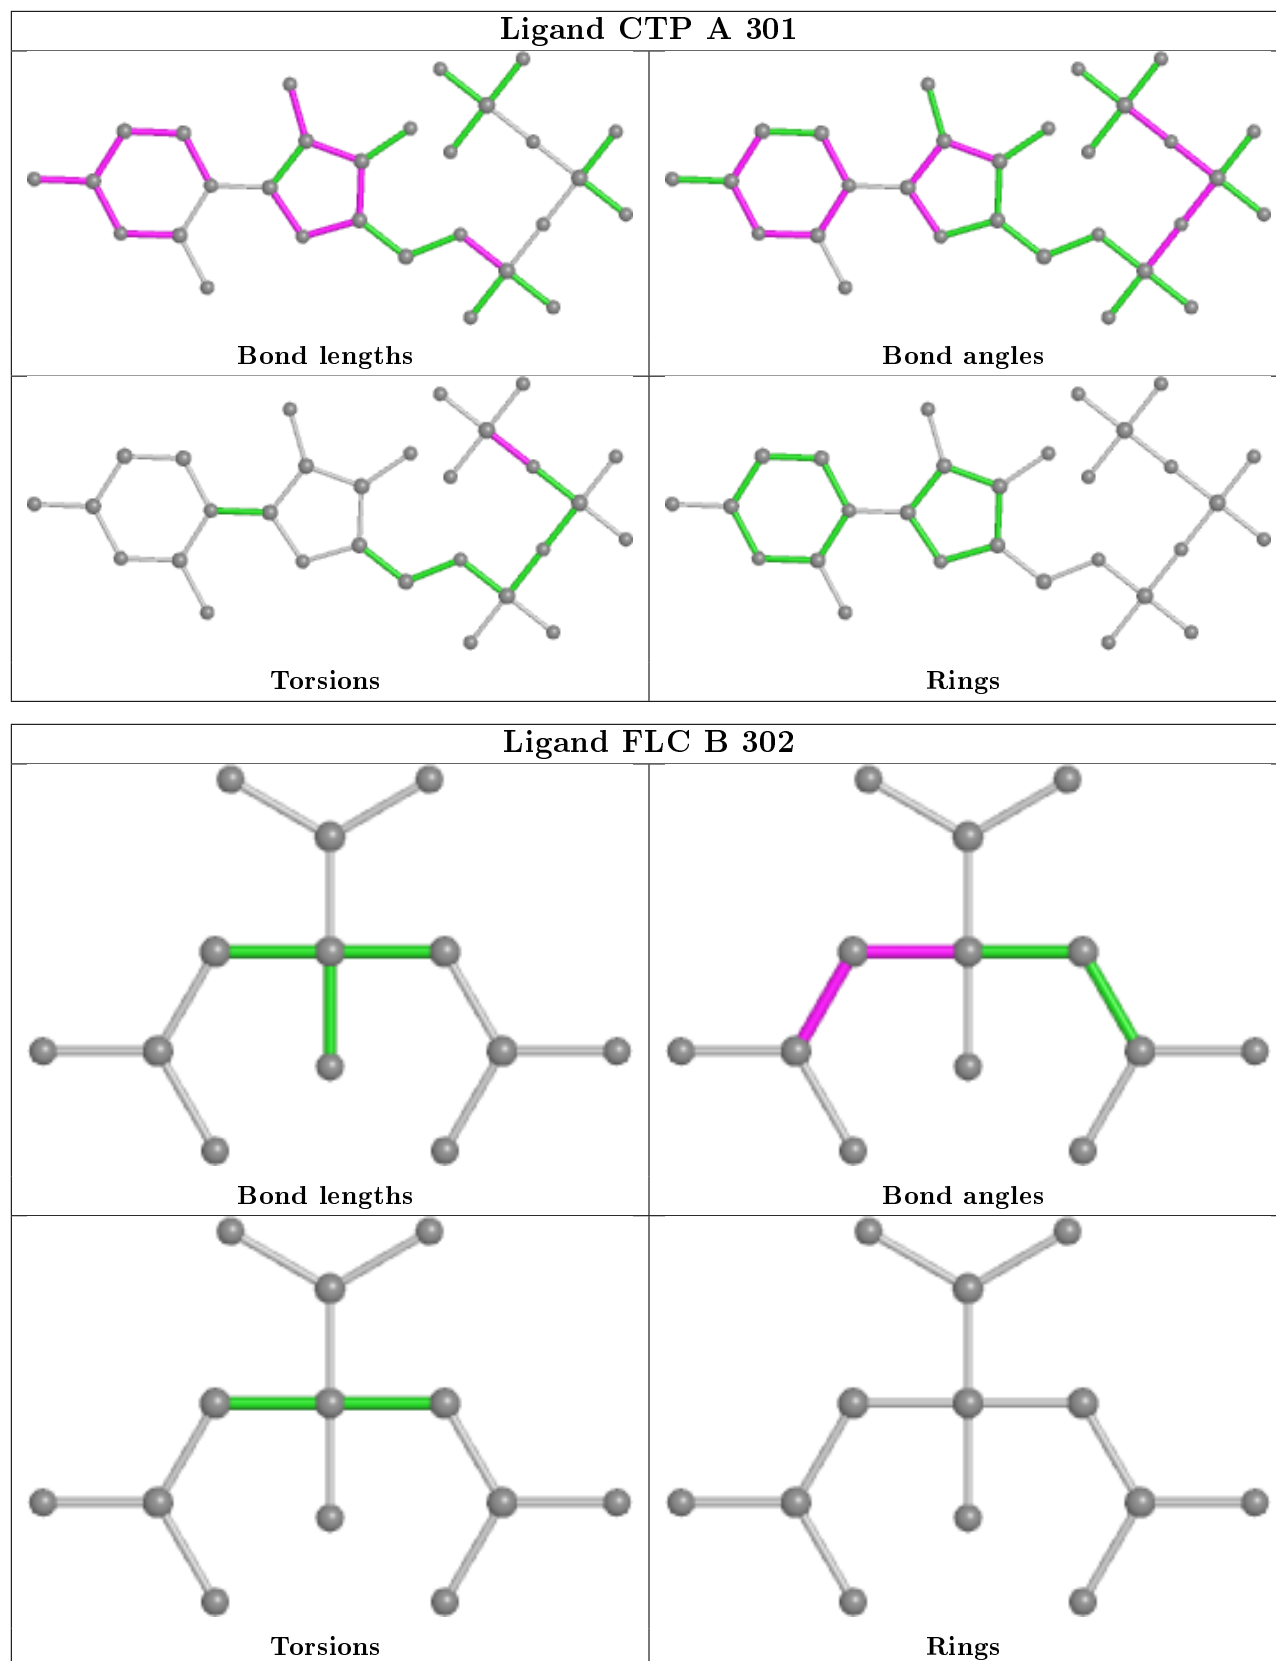 Ligand CTP A 301
Bond lengths
Bond angles
Torsions
Rings
Ligand FLC B 302
Bond lengths
Bond angles
Torsions
Rings